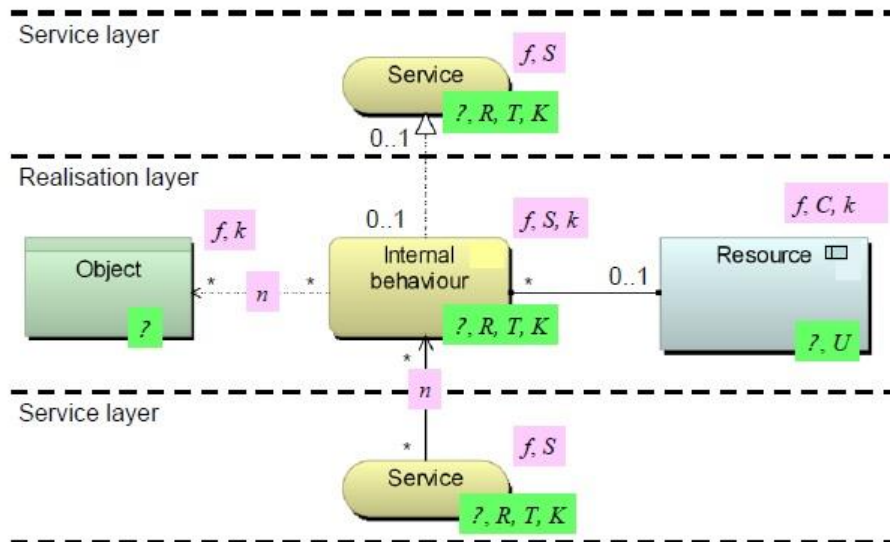 Service layer
f, S
Service
?, R, T, K
0..1
Realisation layer
f, C, k
f, k
0..1
f, S, k
Object
*
n
*
Internal
behaviour
*
0..1
Resource
?
?, R, T, K
?, U
*
n
Service layer
*
f, S
Service
?, R, T, K